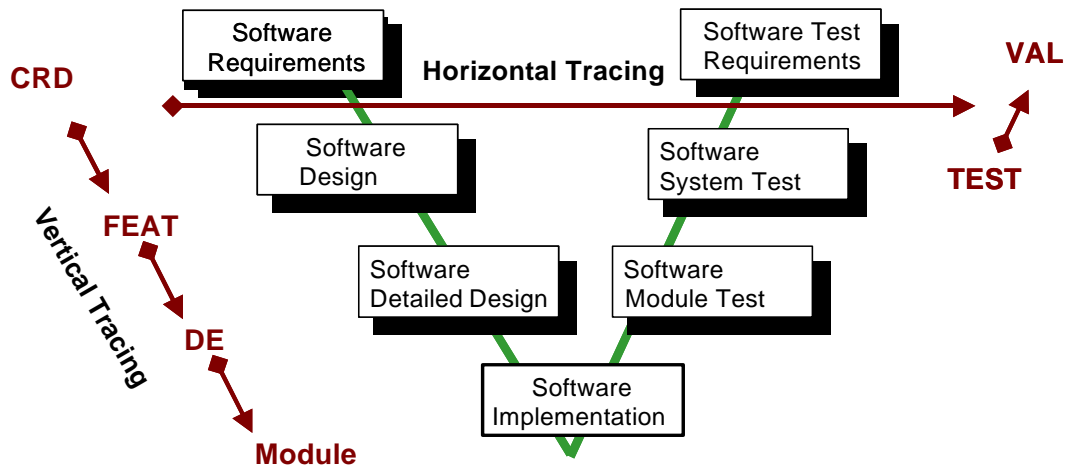 Software
Requirements
Software Test
Requirements
VAL
CRD
Horizontal Tracing
Software
Design
Software
System Test
TEST
FEAT
Vertical Tracing
Software
Detailed Design
Software
Module Test
DE
Software
Implementation
Module